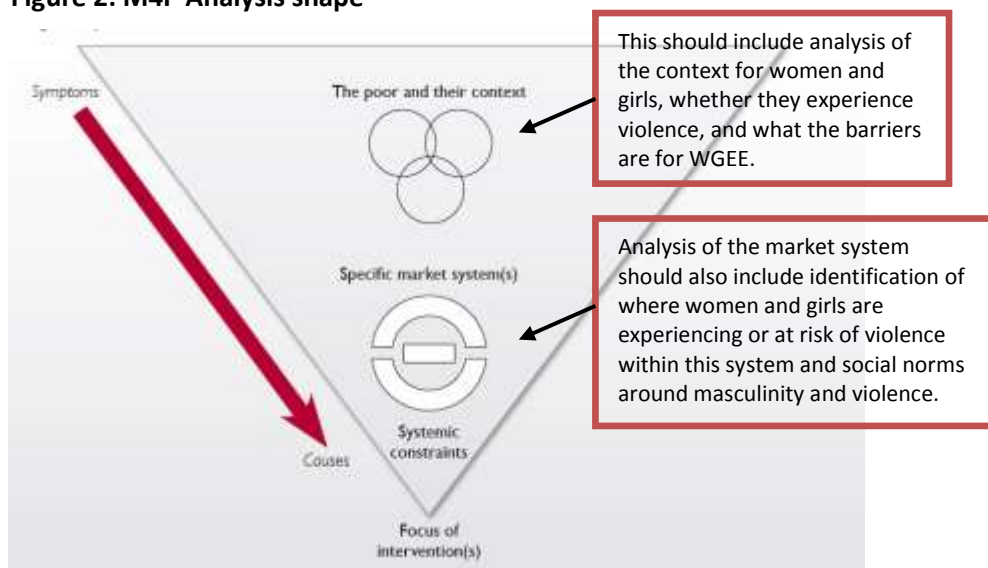 Figure 2: M4P Analysis shape
Symptoms
The poor and their context
This should include analysis of
the context for women and
girls, whether they experience
violence, and what the barriers
are for WGEE.
Specific market system(s)
Analysis of the market system
should also include identification of
where women and girls are
experiencing or at risk of violence
within this system and social norms
around masculinity and violence.
Systemic
constraints
Causes
Focus of
intervention(s)